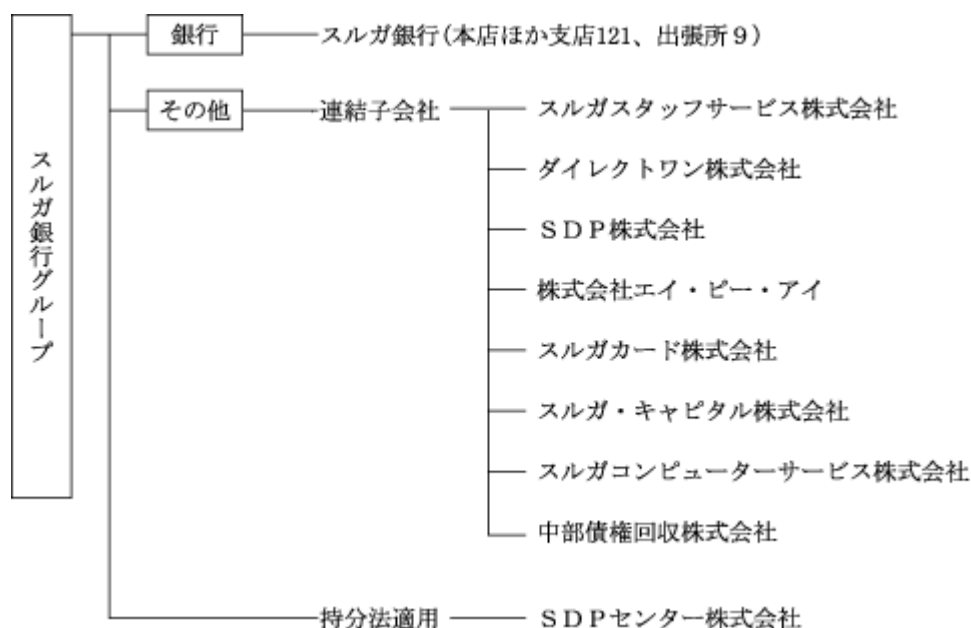 スルガ銀行グループ
銀行
スルガ銀行(本店ほか支店121、出張所９)
その他
連結子会社
スルガスタッフサービス株式会社
ダイレクトワン株式会社
ＳＤＰ株式会社
株式会社エイ・ピー・アイ
スルガカード株式会社
スルガ・キャピタル株式会社
スルガコンピューターサービス株式会社
中部債権回収株式会社
持分法適用
ＳＤＰセンター株式会社